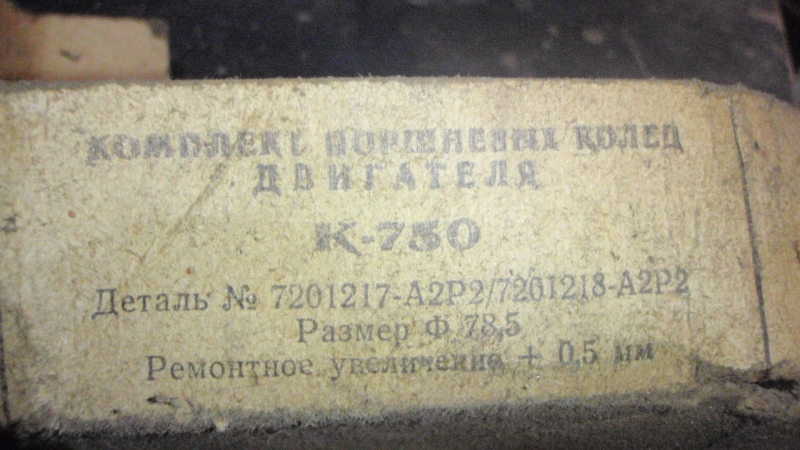 КОМПЛЕКТ ПОРШНЕВЫХ КОЛЕЦ
ДВИГАТЕЛЯ
К-750
Деталь № 7201217-А2Р2/7201218-А2Р2
Размер Ф 78,5
Ремонтное увеличение + 0,5 мм